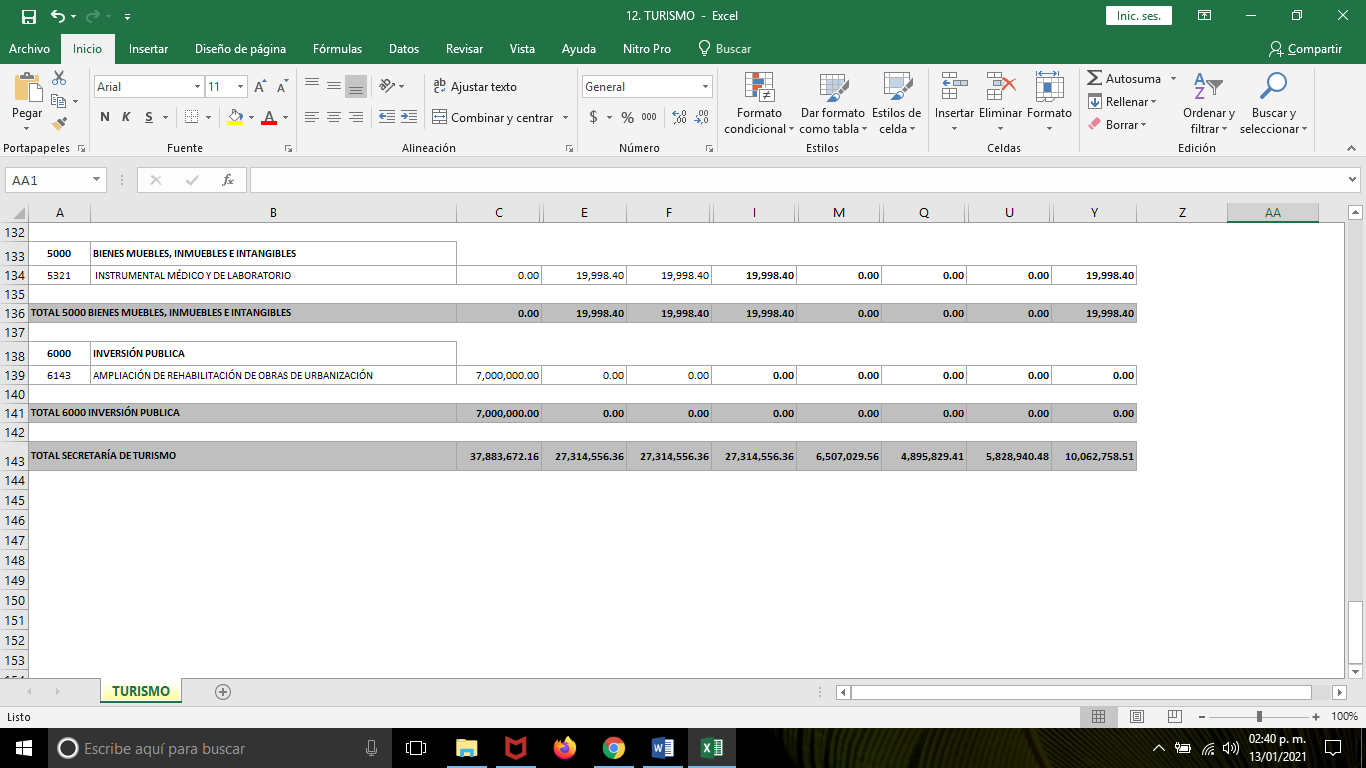 12. TURISMO - Excel
Inic. ses.
Archivo Inicio Insertar Diseño de página Fórmulas Datos Revisar Vista Ayuda Nitro Pro Buscar Compartir
Pegar
Arial 11
N K S
Ajustar texto
Combinar y centrar
General
$ % 000
Formato condicional
Dar formato como tabla
Estilos de celda
Insertar Eliminar Formato
Autosuma
Rellenar
Borrar
Ordenar y filtrar
Buscar y seleccionar
Portapapeles Fuente Alineación Número Estilos Celdas Edición
AA1 fx
A B C E F I M Q U Y Z AA
132
133 5000 BIENES MUEBLES, INMUEBLES E INTANGIBLES
134 5321 INSTRUMENTAL MÉDICO Y DE LABORATORIO 0.00 19,998.40 19,998.40 19,998.40 0.00 0.00 0.00 19,998.40
135
136 TOTAL 5000 BIENES MUEBLES, INMUEBLES E INTANGIBLES 0.00 19,998.40 19,998.40 19,998.40 0.00 0.00 0.00 19,998.40
137
138 6000 INVERSIÓN PUBLICA
139 6143 AMPLIACIÓN DE REHABILITACIÓN DE OBRAS DE URBANIZACIÓN 7,000,000.00 0.00 0.00 0.00 0.00 0.00 0.00 0.00
140
141 TOTAL 6000 INVERSIÓN PUBLICA 7,000,000.00 0.00 0.00 0.00 0.00 0.00 0.00 0.00
142
143 TOTAL SECRETARÍA DE TURISMO 37,883,672.16 27,314,556.36 27,314,556.36 27,314,556.36 6,507,029.56 4,895,829.41 5,828,940.48 10,062,758.51
144
145
146
147
148
149
150
151
152
153
TURISMO
Listo 100%
Escribe aquí para buscar
02:40 p. m.
13/01/2021